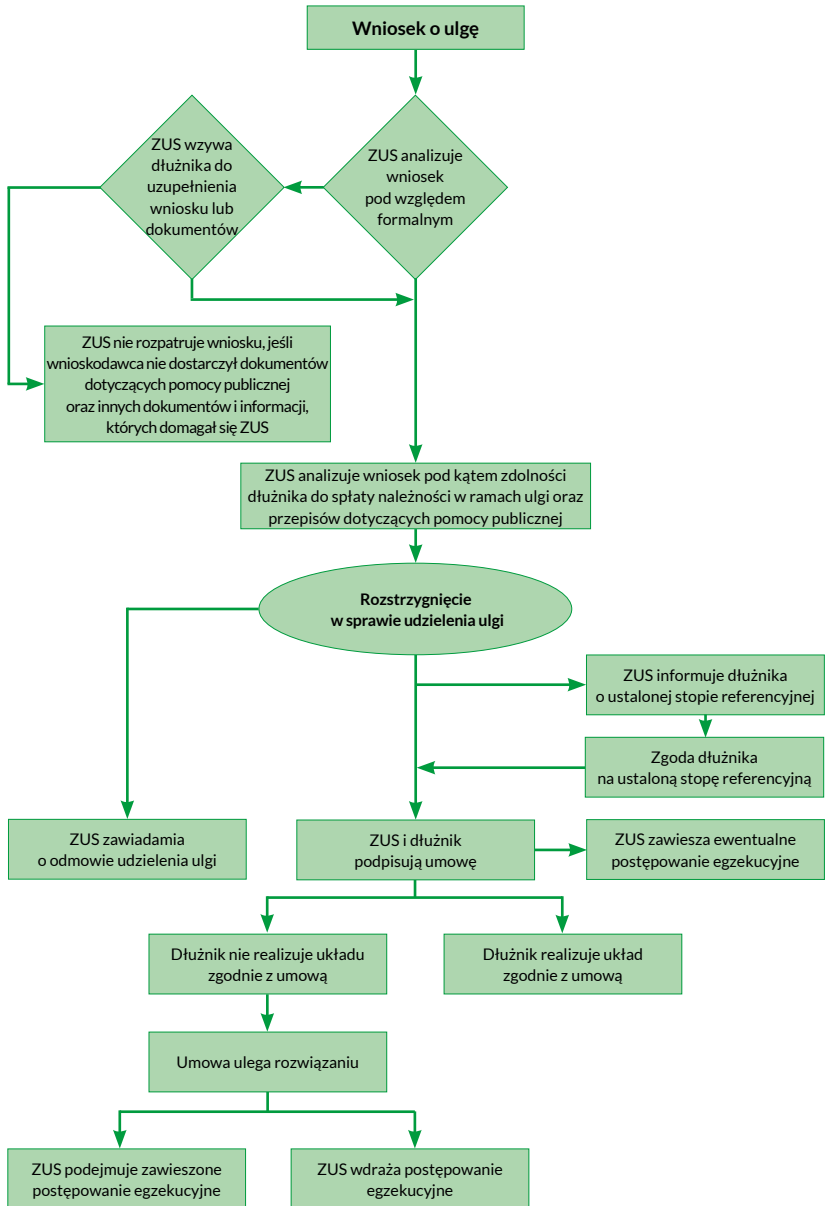 Wniosek o ulgę
ZUS wzywa
dłużnika do
uzupełnienia
wniosku lub
dokumentów
ZUS analizuje
wniosek
pod względem
formalnym
ZUS nie rozpatruje wniosku, jeśli
wnioskodawca nie dostarczył dokumentów
dotyczących pomocy publicznej
oraz innych dokumentów i informacji,
których domagał się ZUS
ZUS analizuje wniosek pod kątem zdolności
dłużnika do spłaty należności w ramach ulgi oraz
przepisów dotyczących pomocy publicznej
Rozstrzygnięcie
w sprawie udzielenia ulgi
ZUS informuje dłużnika
o ustalonej stopie referencyjnej
Zgoda dłużnika
na ustaloną stopę referencyjną
ZUS zawiadamia
o odmowie udzielenia ulgi
ZUS i dłużnik
podpisują umowę
ZUS zawiesza ewentualne
postępowanie egzekucyjne
Dłużnik nie realizuje układu
zgodnie z umową
Dłużnik realizuje układ
zgodnie z umową
Umowa ulega rozwiązaniu
ZUS podejmuje zawieszone
postępowanie egzekucyjne
ZUS wdraża postępowanie
egzekucyjne